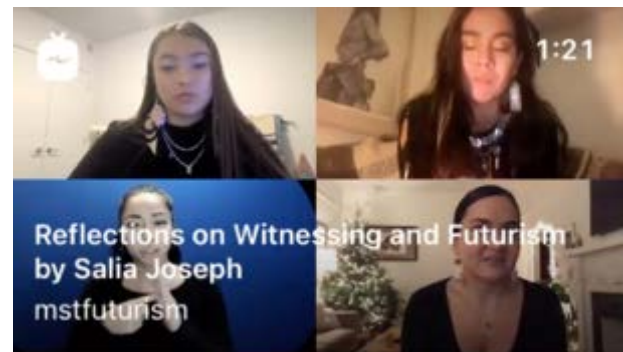 1:21
Reflections on Witnessing and Futurism
by Salia Joseph
mstfuturism